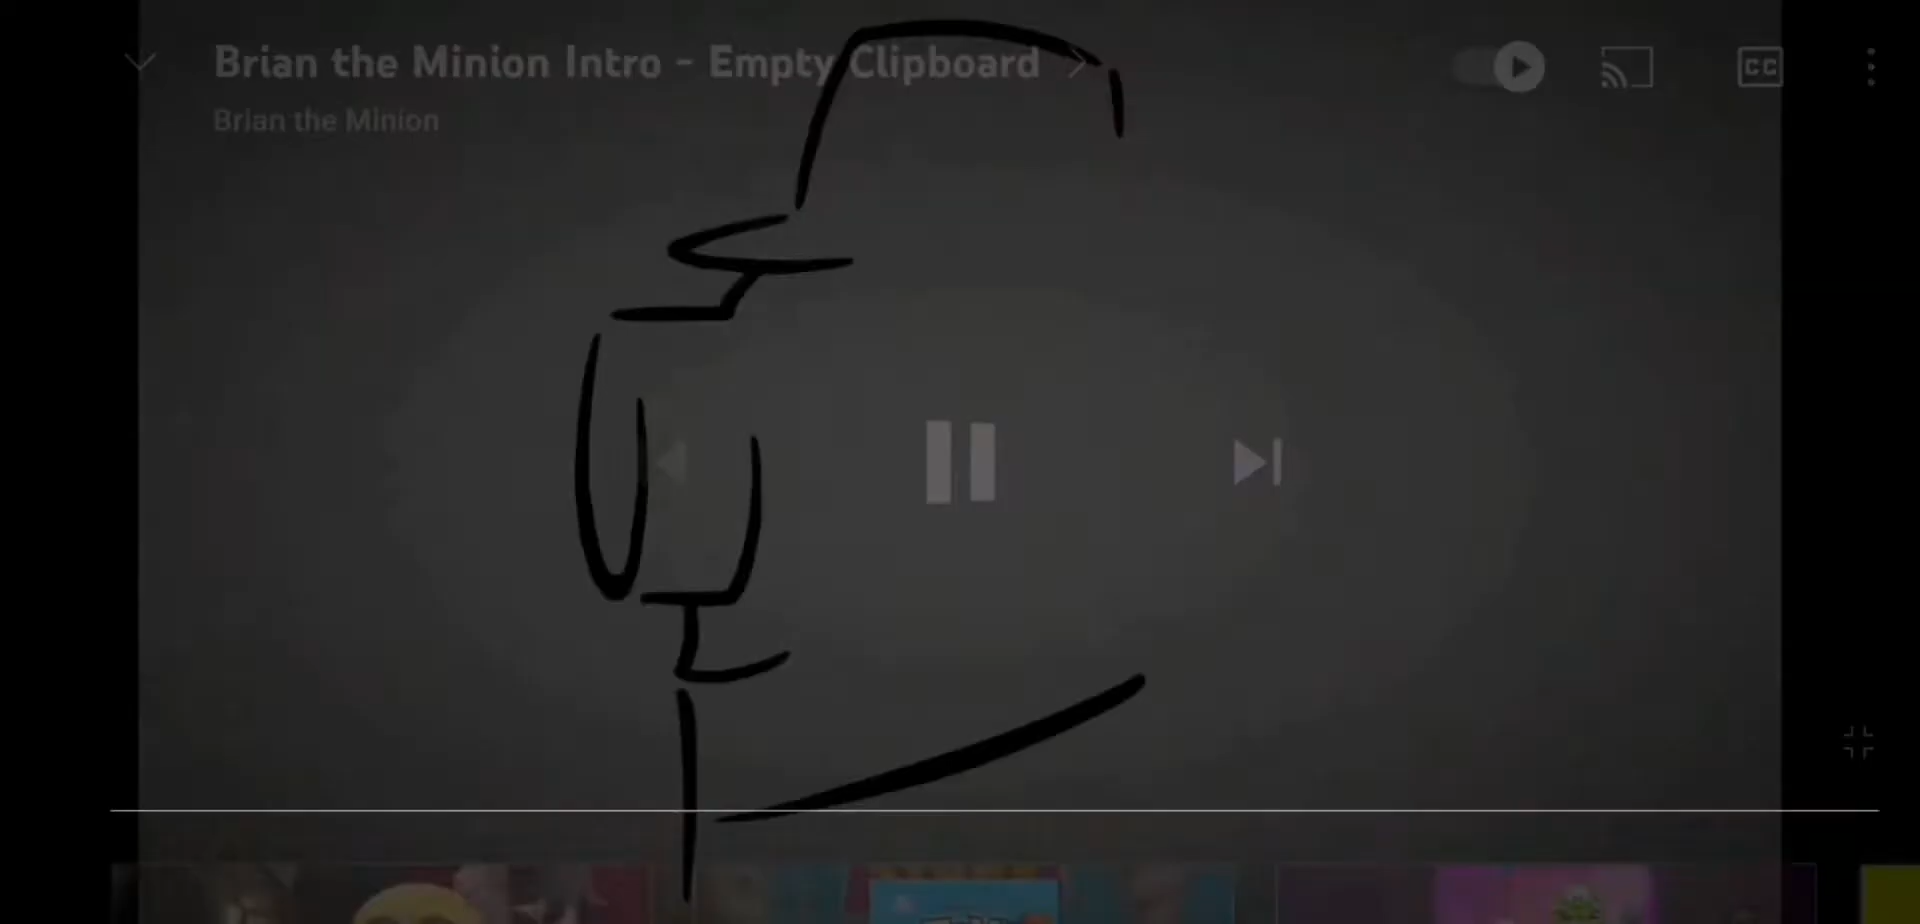 Brian the Minion Intro - Empty Clipboard
Brian the Minion
CC